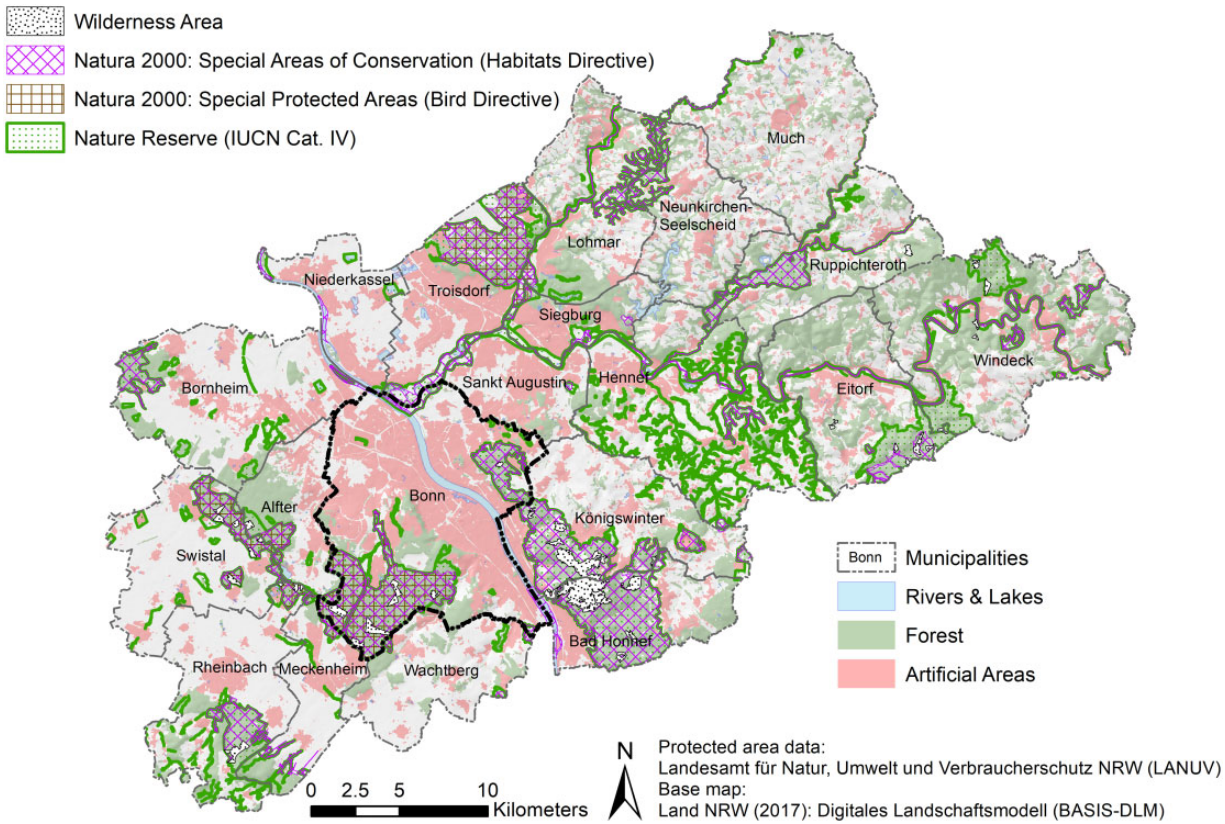 Wilderness Area
Natura 2000: Special Areas of Conservation (Habitats Directive)
Natura 2000: Special Protected Areas (Bird Directive)
Nature Reserve (IUCN Cat. IV)
Much
Neunkirchen-
Seelscheid
Lohmar
Ruppichteroth
Niederkassel
Troisdorf
Siegburg
Windeck
Bornheim
Sankt Augustin
Hennef
Eitorf
Bonn
Alfter
Königswinter
Swistal
Bad Honnef
Rheinbach
Meckenheim
Wachtberg
Bonn
Municipalities
Rivers & Lakes
Forest
Artificial Areas
0 2.5 5 10
Kilometers
N
Protected area data:
Landesamt für Natur, Umwelt und Verbraucherschutz NRW (LANUV)
Base map:
Land NRW (2017): Digitales Landschaftsmodell (BASIS-DLM)